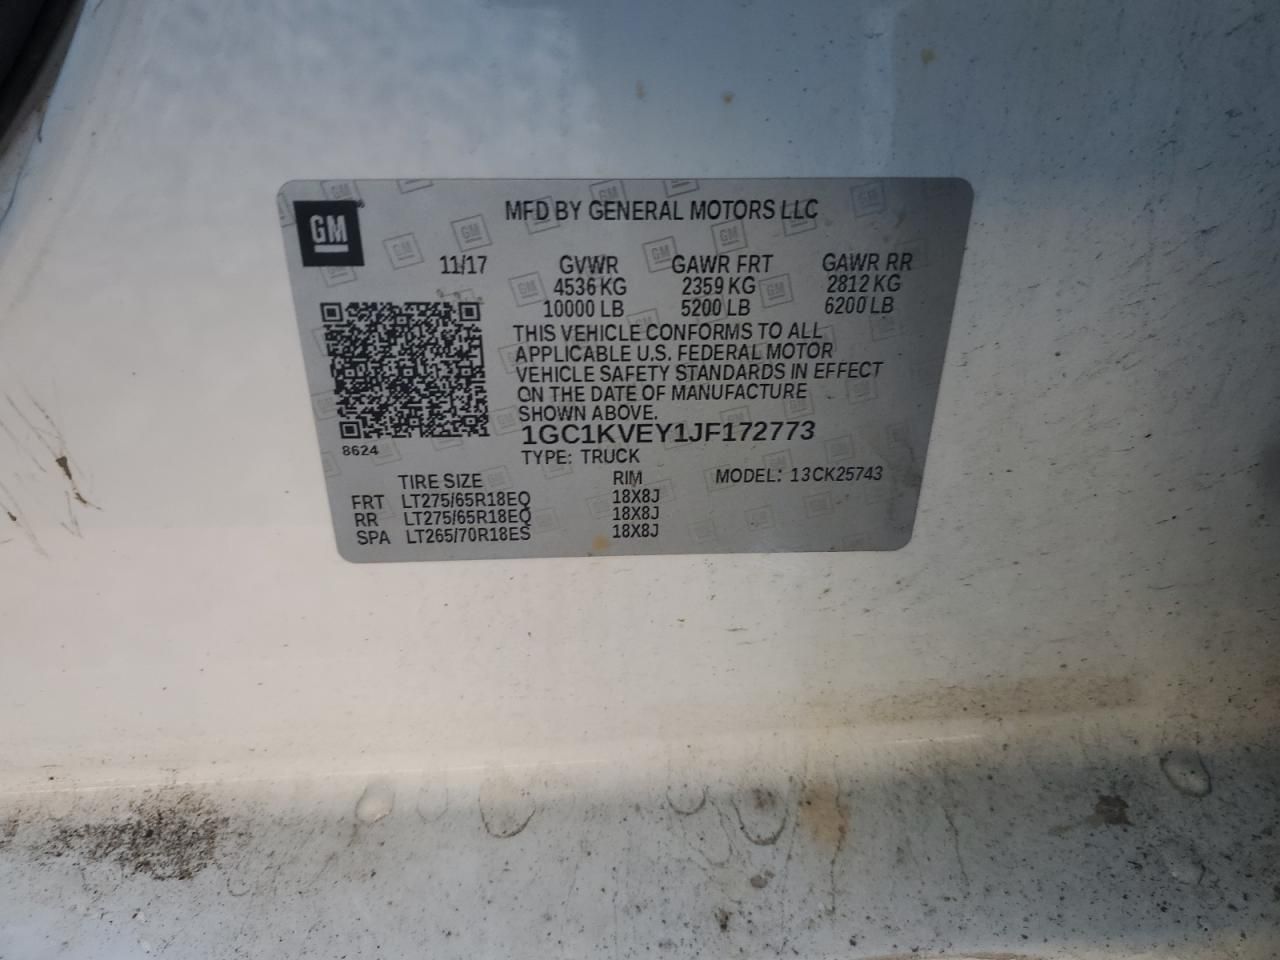 GM
MFD BY GENERAL MOTORS LLC
11/17 GVWR GAWR FRT GAWR RR
4536 KG 2359 KG 2812 KG
10000 LB 5200 LB 6200 LB
THIS VEHICLE CONFORMS TO ALL
APPLICABLE U.S. FEDERAL MOTOR
VEHICLE SAFETY STANDARDS IN EFFECT
ON THE DATE OF MANUFACTURE
SHOWN ABOVE.
1GC1KVEY1JF172773
8624
TYPE: TRUCK
TIRE SIZE RIM MODEL: 13CK25743
FRT LT275/65R18EQ 18X8J
RR LT275/65R18EQ 18X8J
SPA LT265/70R18ES 18X8J